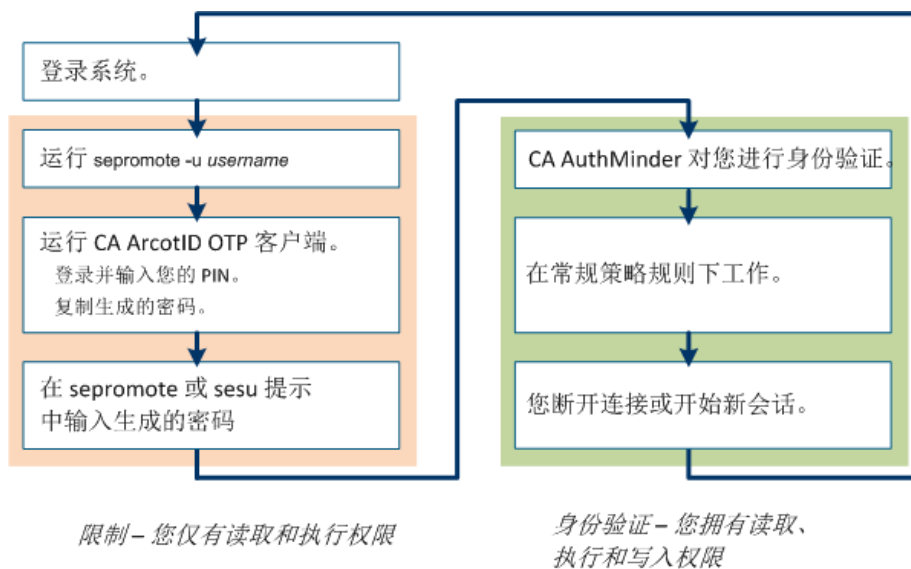 登录系统。
运行 sepromote -u username
运行 CA ArcotID OTP 客户端。
登录并输入您的 PIN。
复制生成的密码。
在 sepromote 或 sesu 提示
中输入生成的密码
限制 – 您仅有读取和执行权限
CA AuthMinder 对您进行身份验证。
在常规策略规则下工作。
您断开连接或开始新会话。
身份验证 – 您拥有读取、
执行和写入权限